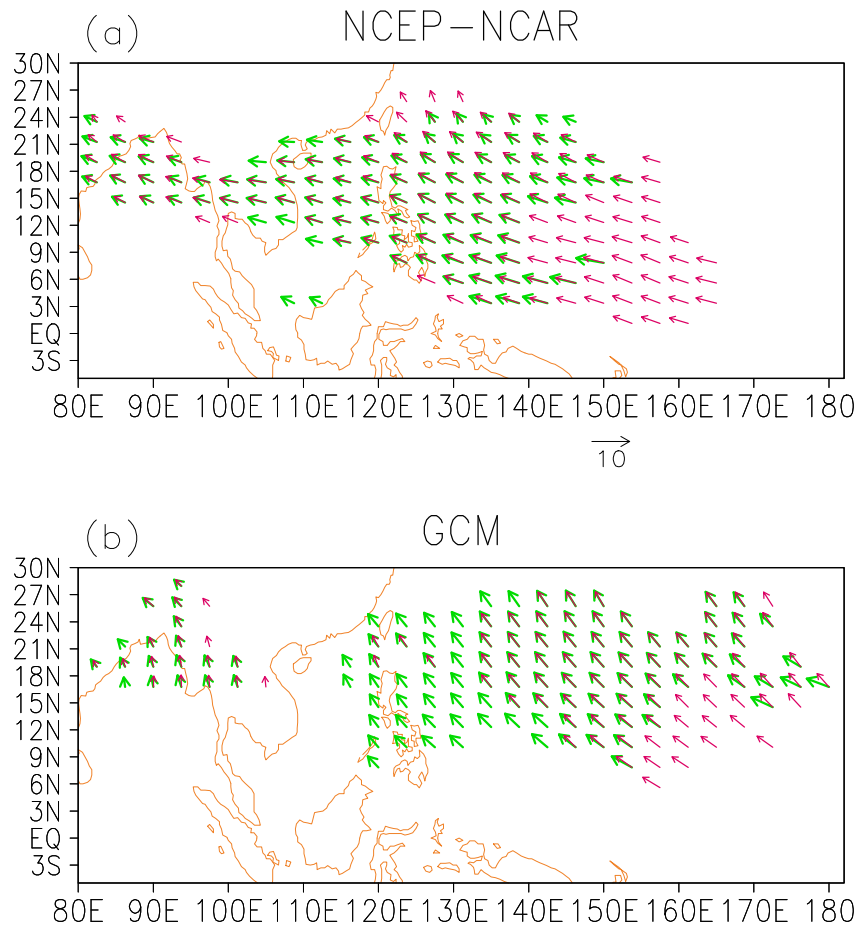 (a) NCEP-NCAR
30N
27N
24N
21N
18N
15N
12N
9N
6N
3N
EQ
3S
80E 90E 100E 110E 120E 130E 140E 150E 160E 170E 180
10
(b) GCM
30N
27N
24N
21N
18N
15N
12N
9N
6N
3N
EQ
3S
80E 90E 100E 110E 120E 130E 140E 150E 160E 170E 180